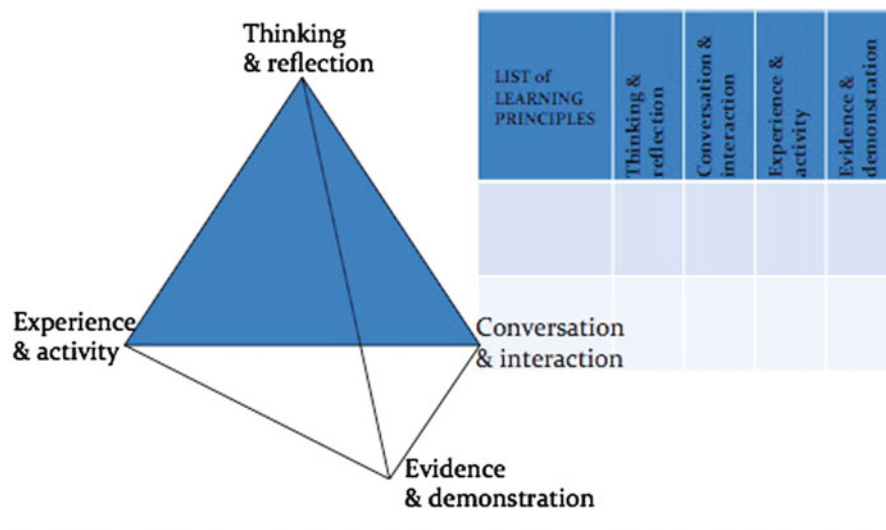 Thinking
& reflection
LIST of
LEARNING
PRINCIPLES
Thinking &
reflection
Conversation &
interaction
Experience &
activity
Evidence &
demonstration
Experience
& activity
Conversation
& interaction
Evidence
& demonstration